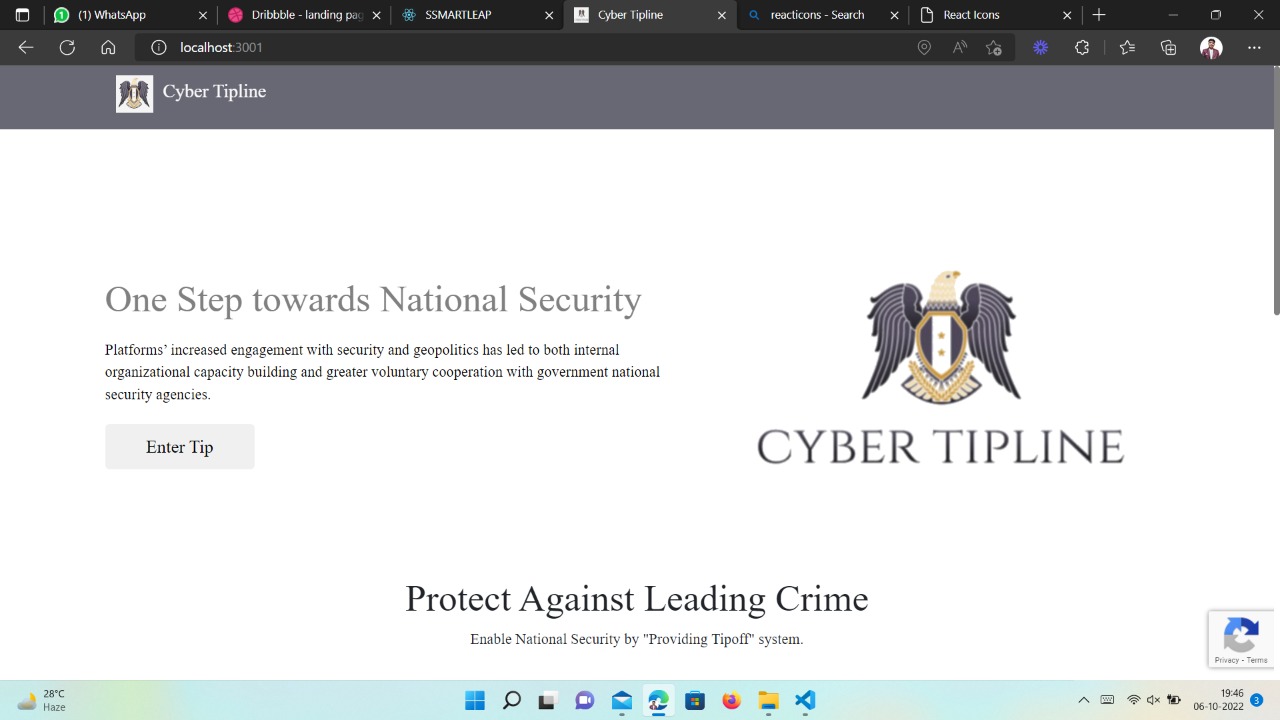 (1) WhatsApp
Dribbble - leading pag
SSMARTLEAP
Cyber Tipline
reacticons - Search
React Icons
localhost:3001
Cyber Tipline
One Step towards National Security
Platforms’ increased engagement with security and geopolitics has led to both internal
organizational capacity building and greater voluntary cooperation with government national
security agencies.
Enter Tip
CYBER TIPLINE
Protect Against Leading Crime
Enable National Security by "Providing Tipoff" system.
Privacy - Terms
28°C
Haze
19:46
06-10-2022
3